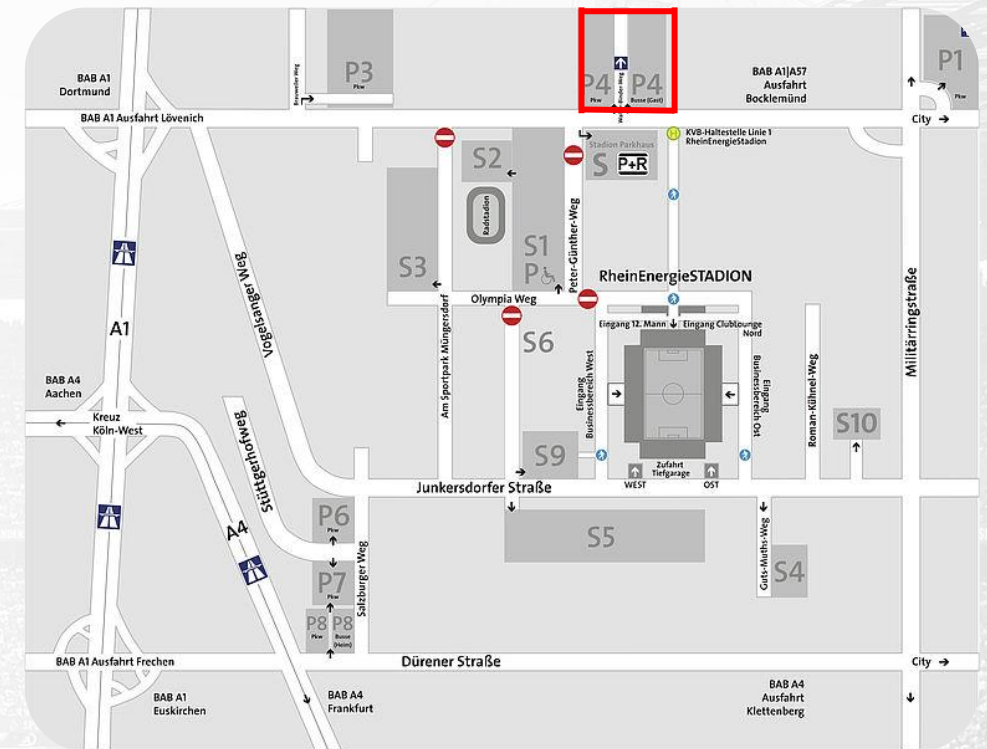 P3
Pkw
Brauweiler Weg
P4
Pkw
P4
Busse (Gast)
P1
Pkw
BAB A1
Dortmund
BAB A1|A57
Ausfahrt
Bocklemünd
BAB A1 Ausfahrt Lövenich
City
H
KVB-Haltestelle Linie 1
RheinEnergieSTADION
Stadion Parkhaus
S
P+R
S2
Radstadion
S1
P
S3
Peter-Günther-Weg
Vogelsanger Weg
Am Sportpark Müngersdorf
Olympia Weg
RheinEnergieSTADION
Militärringstraße
A1
S6
Eingang 12. Mann
Eingang ClubLounge
Nord
Eingang
Businessbereich West
Eingang
Businessbereich Ost
Roman-Kühnel-Weg
BAB A4
Aachen
Kreuz
Köln-West
Stüttgerhofweg
S9
S10
Zufahrt
Tiefgarage
WEST
OST
Junkersdorfer Straße
A4
P6
Pkw
P7
Pkw
P8
Pkw
P8
Busse
(Heim)
Salzburger Weg
S5
Guts-Muths-Weg
S4
BAB A1 Ausfahrt Frechen
Dürener Straße
City
BAB A1
Euskirchen
BAB A4
Frankfurt
BAB A4
Ausfahrt
Klettenberg